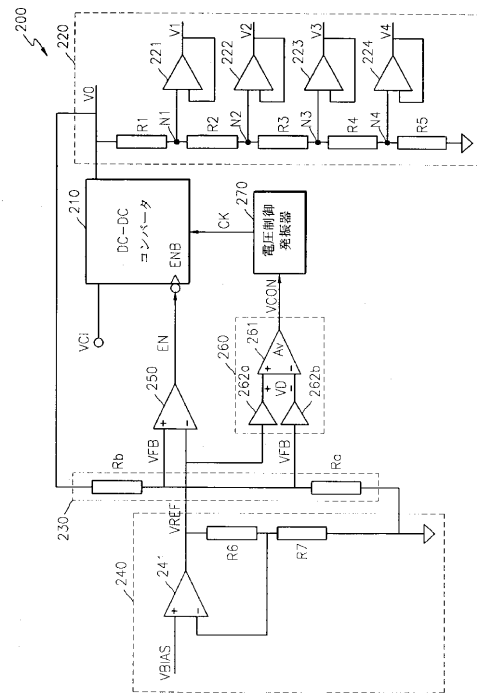 200
220
V0
V1
V2
V3
V4
221
222
223
224
R1
R2
R3
R4
R5
N1
N2
N3
N4
210
DC-DC
コンバータ
ENB
VCi
CK
270
電圧制御
発振器
VCON
EN
250
260
261
Av
262a
262b
VD
+
-
+
-
+
-
VFB
VFB
Rb
Ra
230
VREF
240
241
+
-
VBIAS
R6
R7